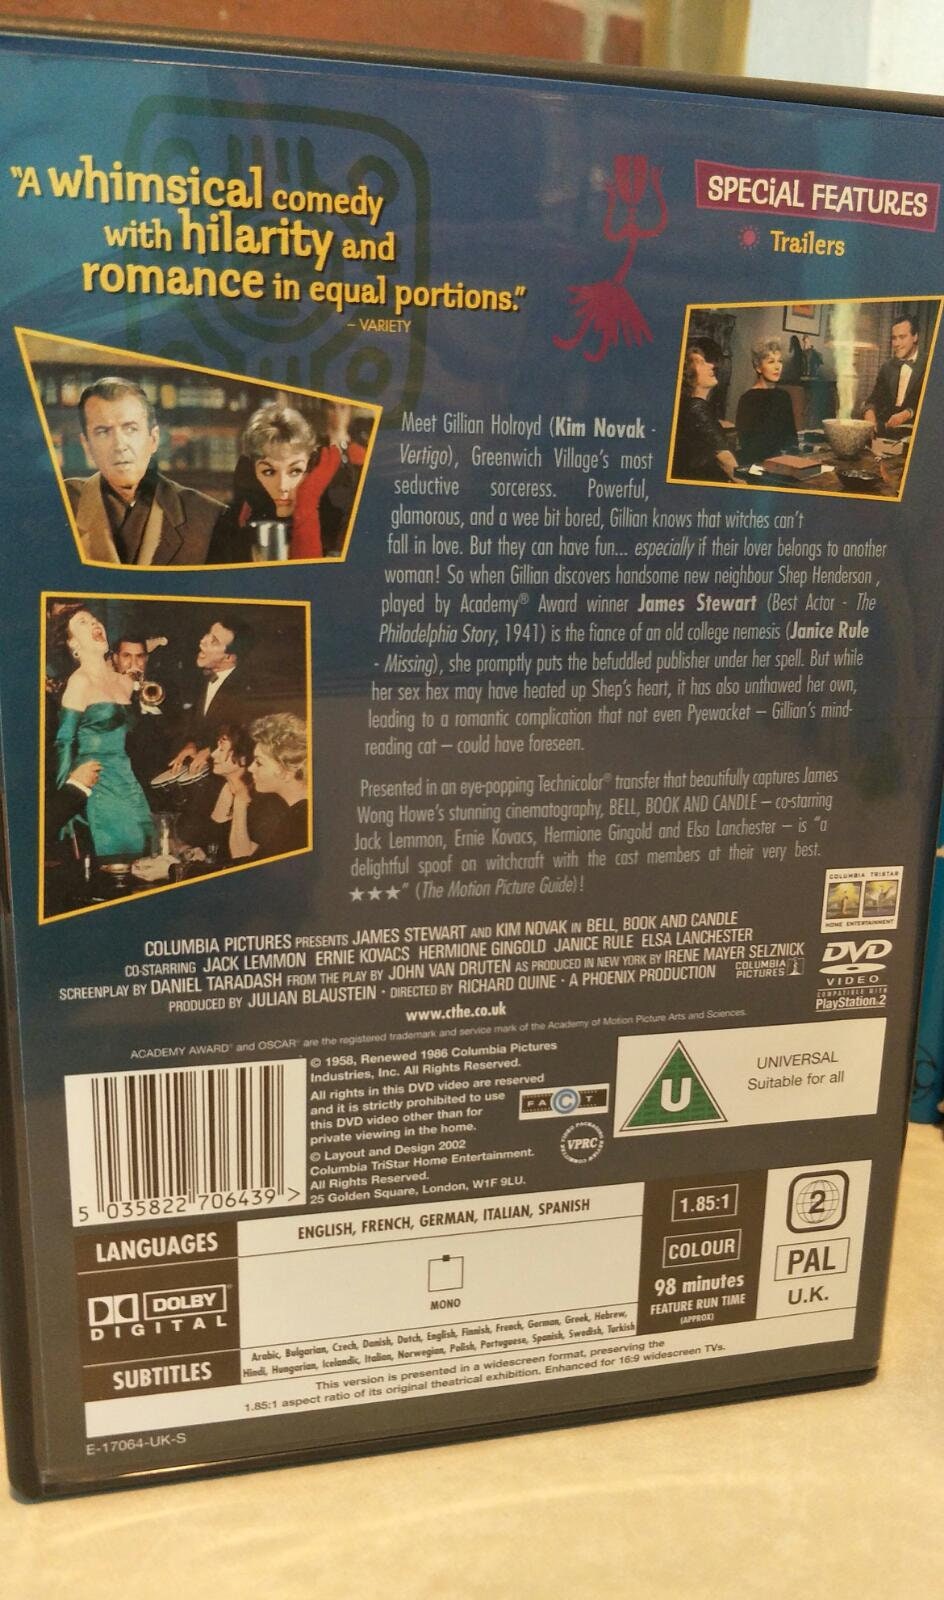 "A whimsical comedy
with hilarity and
romance in equal portions."
– VARIETY
SPECiAL FEATURES
Trailers
Meet Gillian Holroyd (Kim Novak -
Vertigo), Greenwich Village's most
seductive sorceress. Powerful,
glamorous, and a wee bit bored, Gillian knows that witches can't
fall in love. But they can have fun... especially if their lover belongs to another
woman! So when Gillian discovers handsome new neighbour Shep Henderson ,
played by Academy® Award winner James Stewart (Best Actor - The
Philadelphia Story, 1941) is the fiance of an old college nemesis (Janice Rule
- Missing), she promptly puts the befuddled publisher under her spell. But while
her sex hex may have heated up Shep's heart, it has also unthawed her own,
leading to a romantic complication that not even Pyewacket – Gillian's mind-
reading cat – could have foreseen.
Presented in an eye-popping Technicolor® transfer that beautifully captures James
Wong Howe's stunning cinematography, BELL, BOOK AND CANDLE – co-starring
Jack Lemmon, Ernie Kovacs, Hermione Gingold and Elsa Lanchester – is "a
delightful spoof on witchcraft with the cast members at their very best.
★★★" (The Motion Picture Guide)!
COLUMBIA TRISTAR
HOME ENTERTAINMENT
COLUMBIA PICTURES PRESENTS JAMES STEWART AND KIM NOVAK IN BELL, BOOK AND CANDLE
CO-STARRING JACK LEMMON ERNIE KOVACS HERMIONE GINGOLD JANICE RULE ELSA LANCHESTER
SCREENPLAY BY DANIEL TARADASH FROM THE PLAY BY JOHN VAN DRUTEN AS PRODUCED IN NEW YORK BY IRENE MAYER SELZNICK
PRODUCED BY JULIAN BLAUSTEIN · DIRECTED BY RICHARD QUINE · A PHOENIX PRODUCTION
COLUMBIA
PICTURES
DVD
VIDEO
COMPATIBLE WITH
PlayStation.2
www.cthe.co.uk
ACADEMY AWARD® and OSCAR® are the registered trademark and service mark of the Academy of Motion Picture Arts and Sciences.
© 1958, Renewed 1986 Columbia Pictures
Industries, Inc. All Rights Reserved.
All rights in this DVD video are reserved
and it is strictly prohibited to use
this DVD video other than for
private viewing in the home.
© Layout and Design 2002
Columbia TriStar Home Entertainment.
All Rights Reserved.
25 Golden Square, London, W1F 9LU.
FACT
VPRC
U
UNIVERSAL
Suitable for all
5 035822 706439 >
LANGUAGES
ENGLISH, FRENCH, GERMAN, ITALIAN, SPANISH
DOLBY
DIGITAL
MONO
SUBTITLES
Arabic, Bulgarian, Czech, Danish, Dutch, English, Finnish, French, German, Greek, Hebrew,
Hindi, Hungarian, Icelandic, Italian, Norwegian, Polish, Portuguese, Spanish, Swedish, Turkish
1.85:1
COLOUR
98 minutes
FEATURE RUN TIME
(APPROX)
2
PAL
U.K.
This version is presented in a widescreen format, preserving the
1.85:1 aspect ratio of its original theatrical exhibition. Enhanced for 16:9 widescreen TVs.
E-17064-UK-S